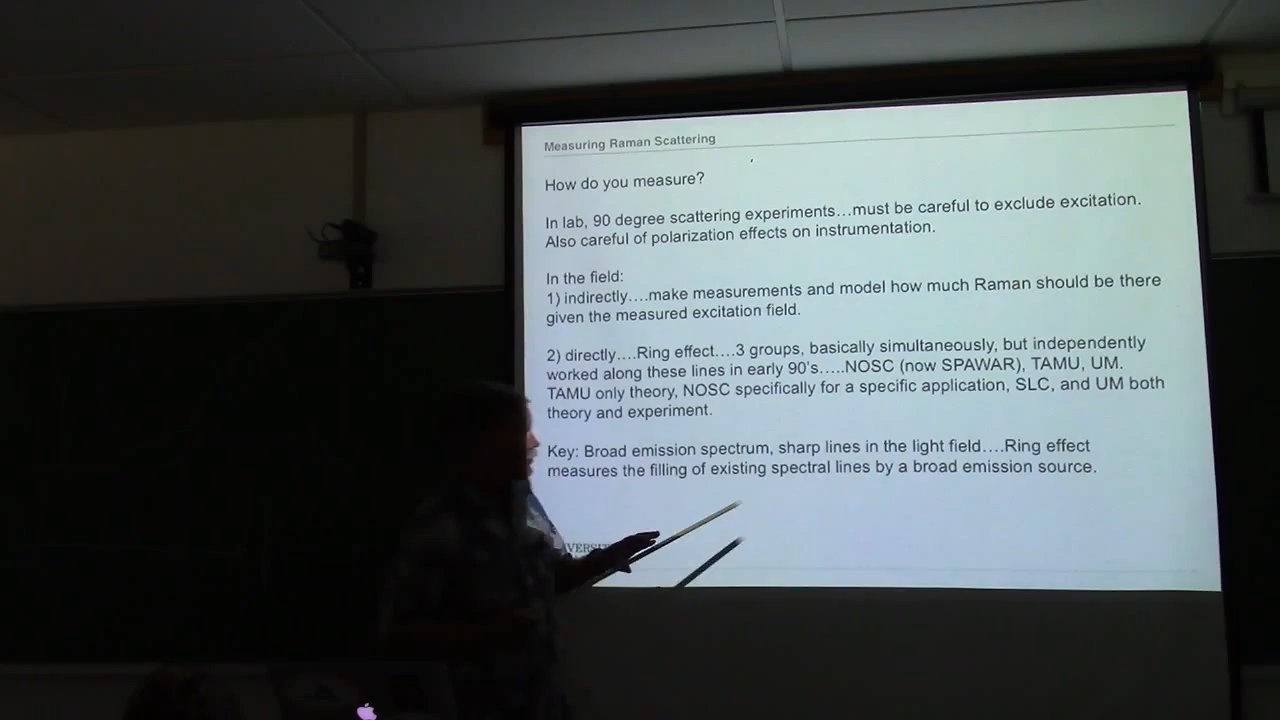 Measuring Raman Scattering
How do you measure?
In lab, 90 degree scattering experiments…must be careful to exclude excitation.
Also careful of polarization effects on instrumentation.
In the field:
1) indirectly….make measurements and model how much Raman should be there
given the measured excitation field.
2) directly….Ring effect….3 groups, basically simultaneously, but independently
worked along these lines in early 90's…..NOSC (now SPAWAR), TAMU, UM.
TAMU only theory, NOSC specifically for a specific application, SLC, and UM both
theory and experiment.
Key: Broad emission spectrum, sharp lines in the light field….Ring effect
measures the filling of existing spectral lines by a broad emission source.